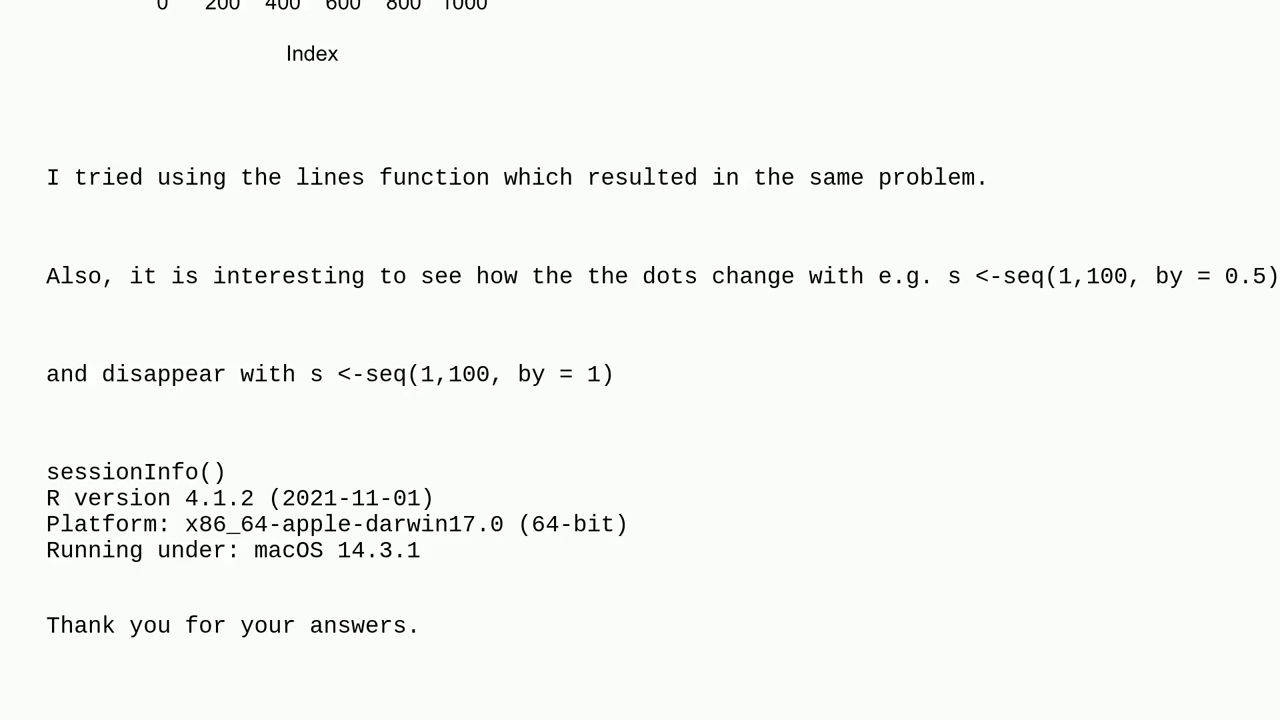 0 200 400 600 800 1000
Index
I tried using the lines function which resulted in the same problem.
Also, it is interesting to see how the the dots change with e.g. s <-seq(1,100, by = 0.5)
and disappear with s <-seq(1,100, by = 1)
sessionInfo()
R version 4.1.2 (2021-11-01)
Platform: x86_64-apple-darwin17.0 (64-bit)
Running under: macOS 14.3.1
Thank you for your answers.